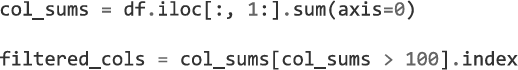 col_sums = df.iloc[:, 1:].sum(axis=0)
filtered_cols = col_sums[col_sums > 100].index